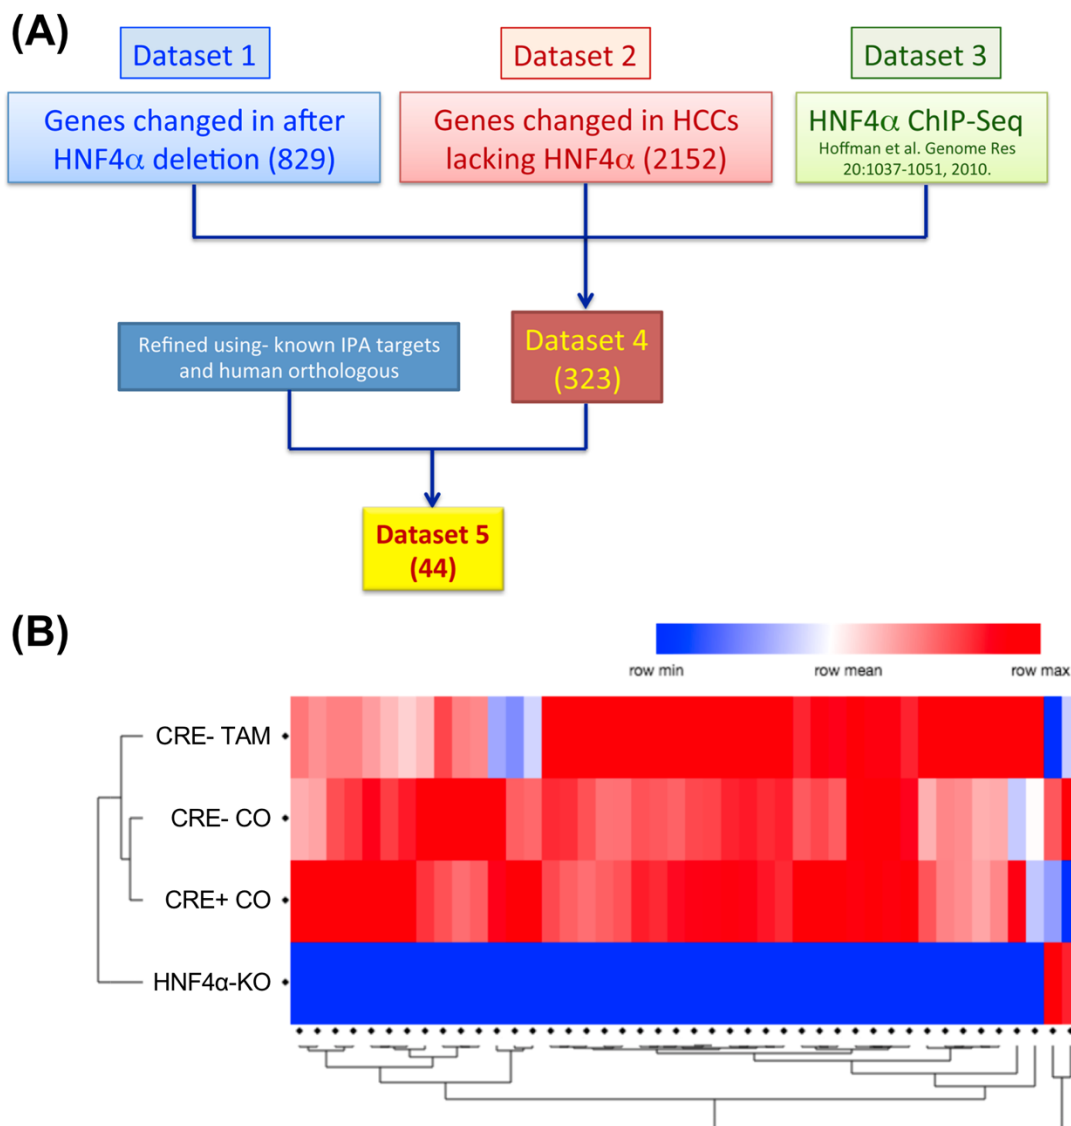 (A)
Dataset 1
Dataset 2
Dataset 3
Genes changed in after
HNF4α deletion (829)
Genes changed in HCCs
lacking HNF4α (2152)
HNF4α ChIP-Seq
Hoffman et al. Genome Res
20:1037-1051, 2010.
Refined using- known IPA targets
and human orthologous
Dataset 4
(323)
Dataset 5
(44)
(B)
row min
row mean
row max
CRE- TAM
CRE- CO
CRE+ CO
HNF4α-KO